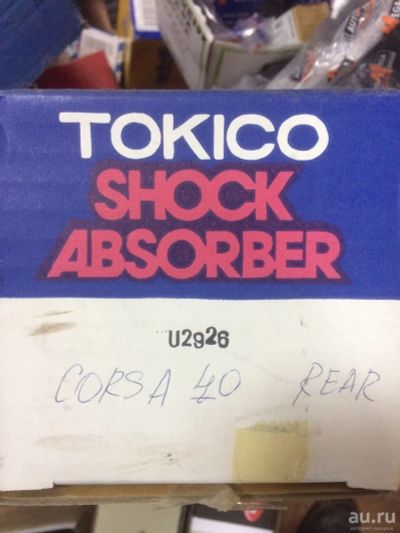 TOKICO
SHOCK
ABSORBER
U2926
CORSA 40 REAR
au.ru